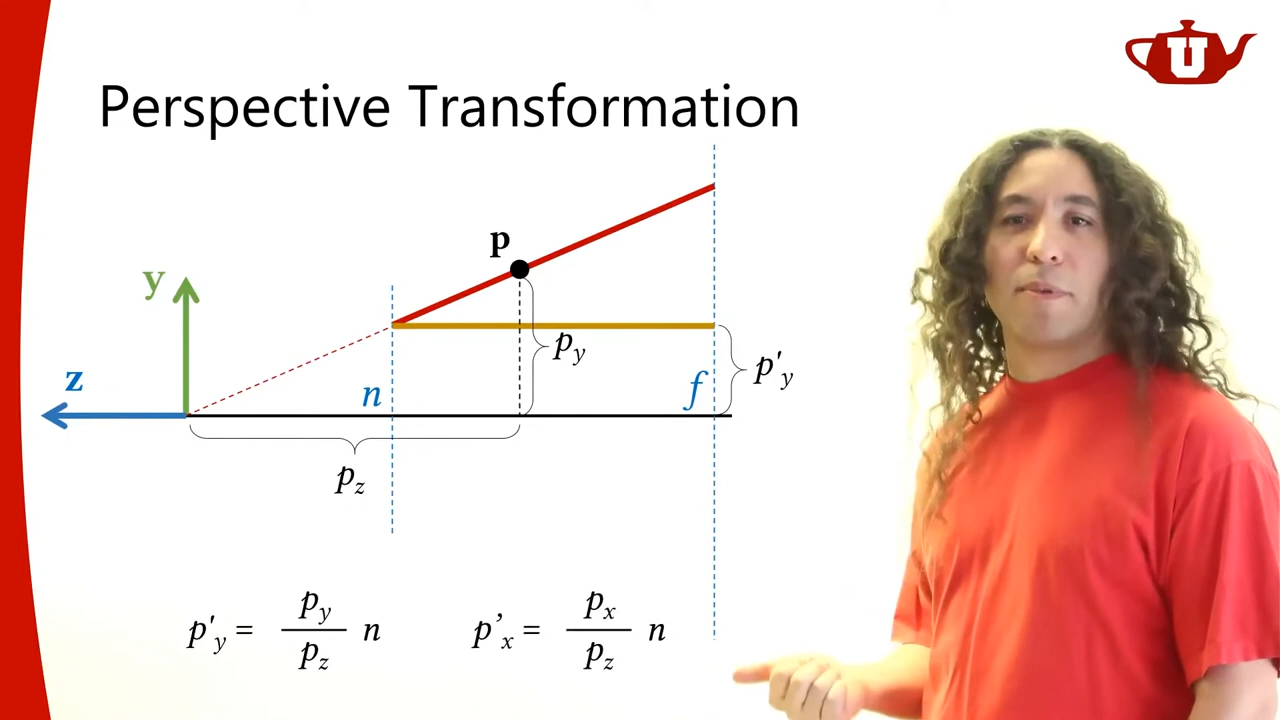 U
Perspective Transformation
p
y
p_y
z
n
f
p'_y
p_z
p'_y = p_y / p_z n
p'_x = p_x / p_z n